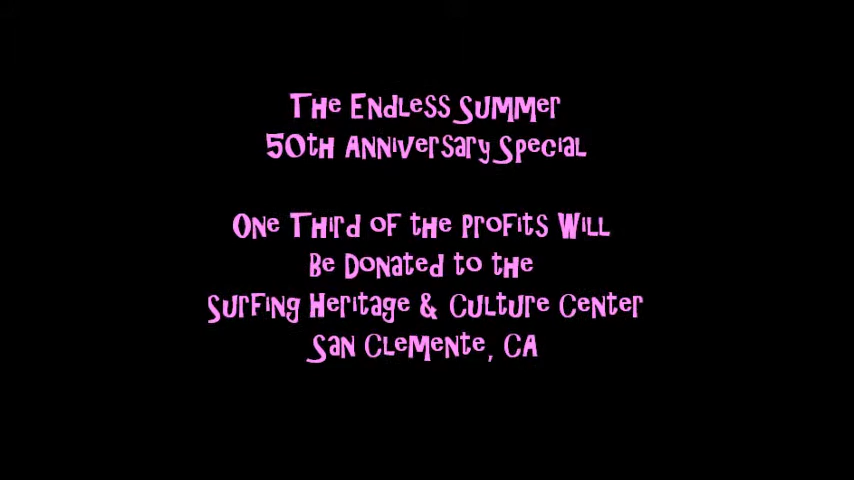 The Endless Summer
50th Anniversary Special
One Third of the Profits Will
Be Donated to the
Surfing Heritage & Culture Center
San Clemente, CA